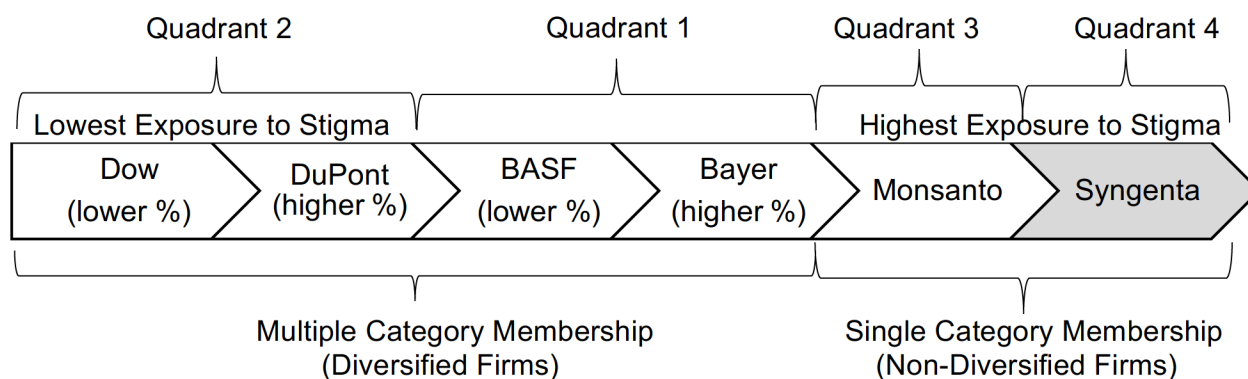 Quadrant 2
Quadrant 1
Quadrant 3
Quadrant 4
Lowest Exposure to Stigma
Highest Exposure to Stigma
Dow
(lower %)
DuPont
(higher %)
BASF
(lower %)
Bayer
(higher %)
Monsanto
Syngenta
Multiple Category Membership
(Diversified Firms)
Single Category Membership
(Non-Diversified Firms)